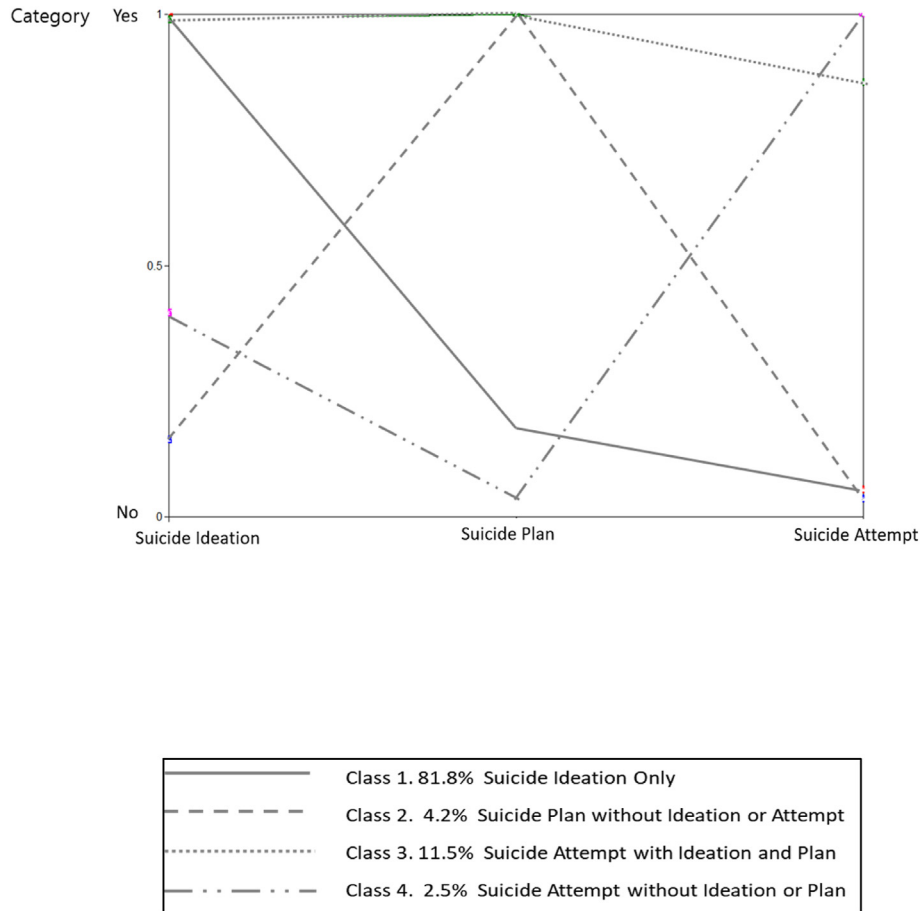 Category Yes
1
0.5
No
0
Suicide Ideation
Suicide Plan
Suicide Attempt
Class 1. 81.8% Suicide Ideation Only
Class 2. 4.2% Suicide Plan without Ideation or Attempt
Class 3. 11.5% Suicide Attempt with Ideation and Plan
Class 4. 2.5% Suicide Attempt without Ideation or Plan